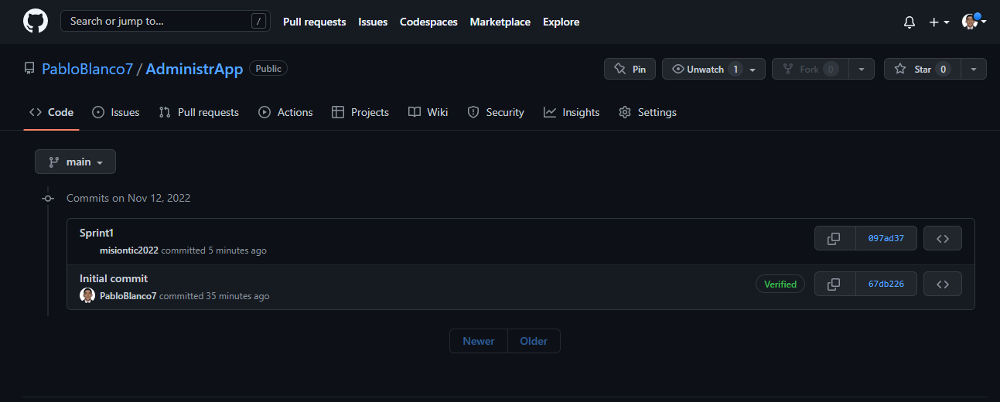 Search or jump to... / Pull requests Issues Codespaces Marketplace Explore
PabloBlanco7 / AdministrApp Public Pin Unwatch 1 Fork 0 Star 0
Code Issues Pull requests Actions Projects Wiki Security Insights Settings
main
Commits on Nov 12, 2022
Sprint1
misiontic2022 committed 5 minutes ago
097ad37
Initial commit
PabloBlanco7 committed 35 minutes ago
Verified 67db226
Newer Older